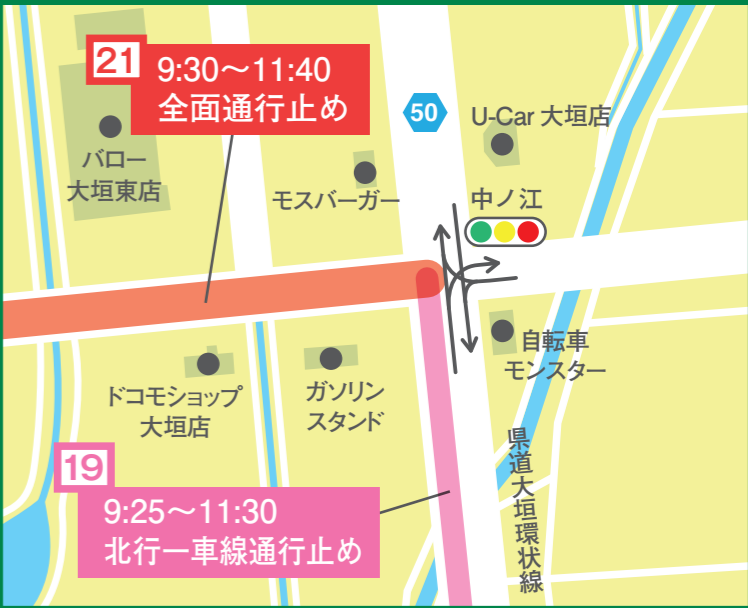 21
9:30～11:40
全面通行止め
50
U-Car 大垣店
バロー
大垣東店
モスバーガー
中ノ江
自転車
モンスター
ドコモショップ
大垣店
ガソリン
スタンド
19
9:25～11:30
北行一車線通行止め
県道大垣環状線